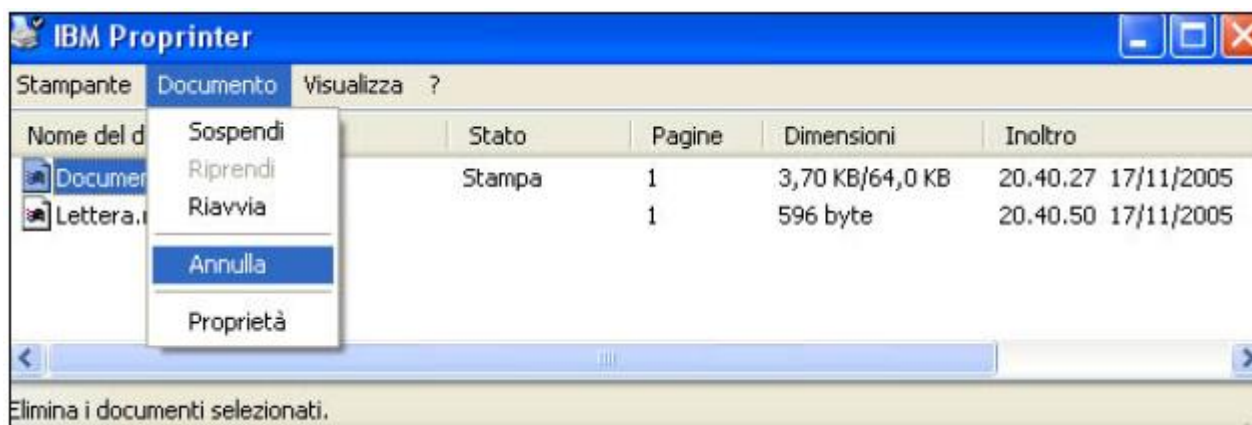 IBM Proprinter
Stampante Documento Visualizza ?
Nome del d Stato Pagine Dimensioni Inoltro
Documen Stampa 1 3,70 KB/64,0 KB 20.40.27 17/11/2005
Lettera. 1 596 byte 20.40.50 17/11/2005
Sospendi
Riprendi
Riavvia
Annulla
Proprietà
Elimina i documenti selezionati.